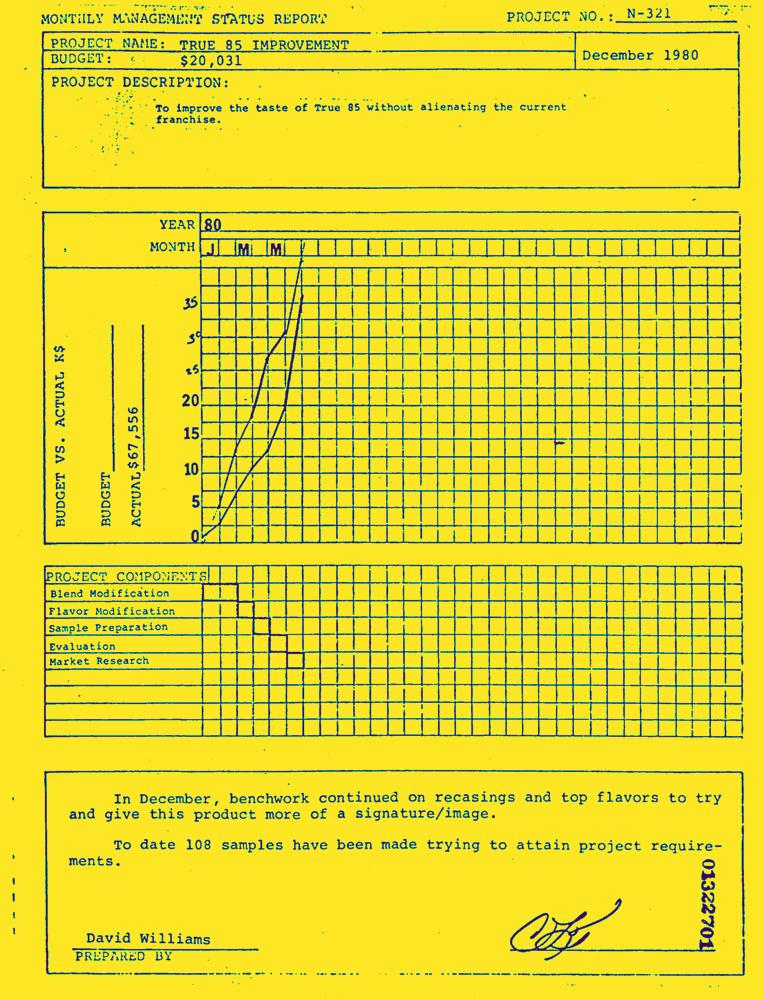 MONTHLY MANAGEMENT STATUS REPORT
PROJECT NO.: N-321
PROJECT NAME: TRUE 85 IMPROVEMENT
BUDGET: $20,031
December 1980
PROJECT DESCRIPTION:
To improve the taste of True 85 without alienating the current
franchise.
YEAR 80
MONTH J M M
BUDGET VS. ACTUAL K$
BUDGET
ACTUAL $67,556
35
30
25
20
15
10
5
0
PROJECT COMPONENTS
Blend Modification
Flavor Modification
Sample Preparation
Evaluation
Market Research
In December, benchwork continued on recasings and top flavors to try
and give this product more of a signature/image.
To date 108 samples have been made trying to attain project require-
ments.
01322701
David Williams
PREPARED BY